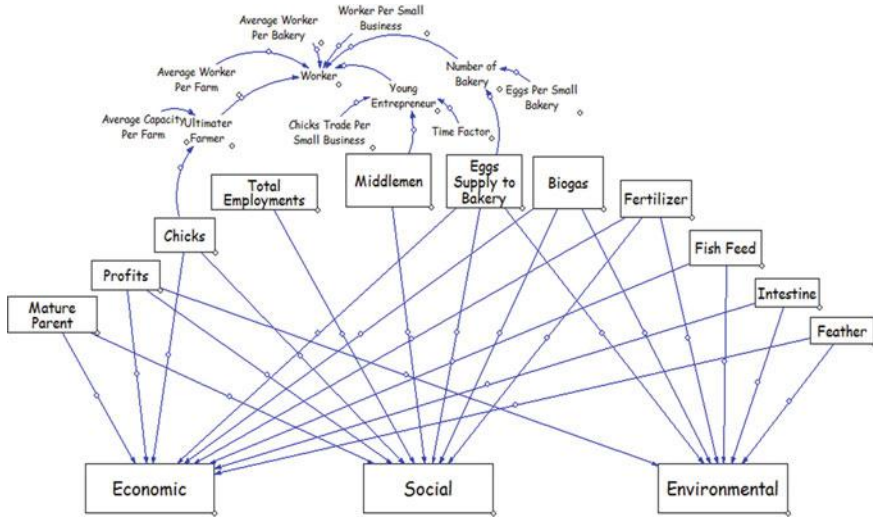 Average Worker
Per Bakery
Worker Per Small
Business
Average Worker
Per Farm
Worker
Number of
Bakery
Eggs Per Small
Bakery
Young
Entrepreneur
Average Capacity
Per Farm
Ultimater
Farmer
Chicks Trade Per
Small Business
Time Factor
Total
Employments
Middlemen
Eggs
Supply to
Bakery
Biogas
Fertilizer
Chicks
Fish Feed
Profits
Intestine
Mature
Parent
Feather
Economic
Social
Environmental